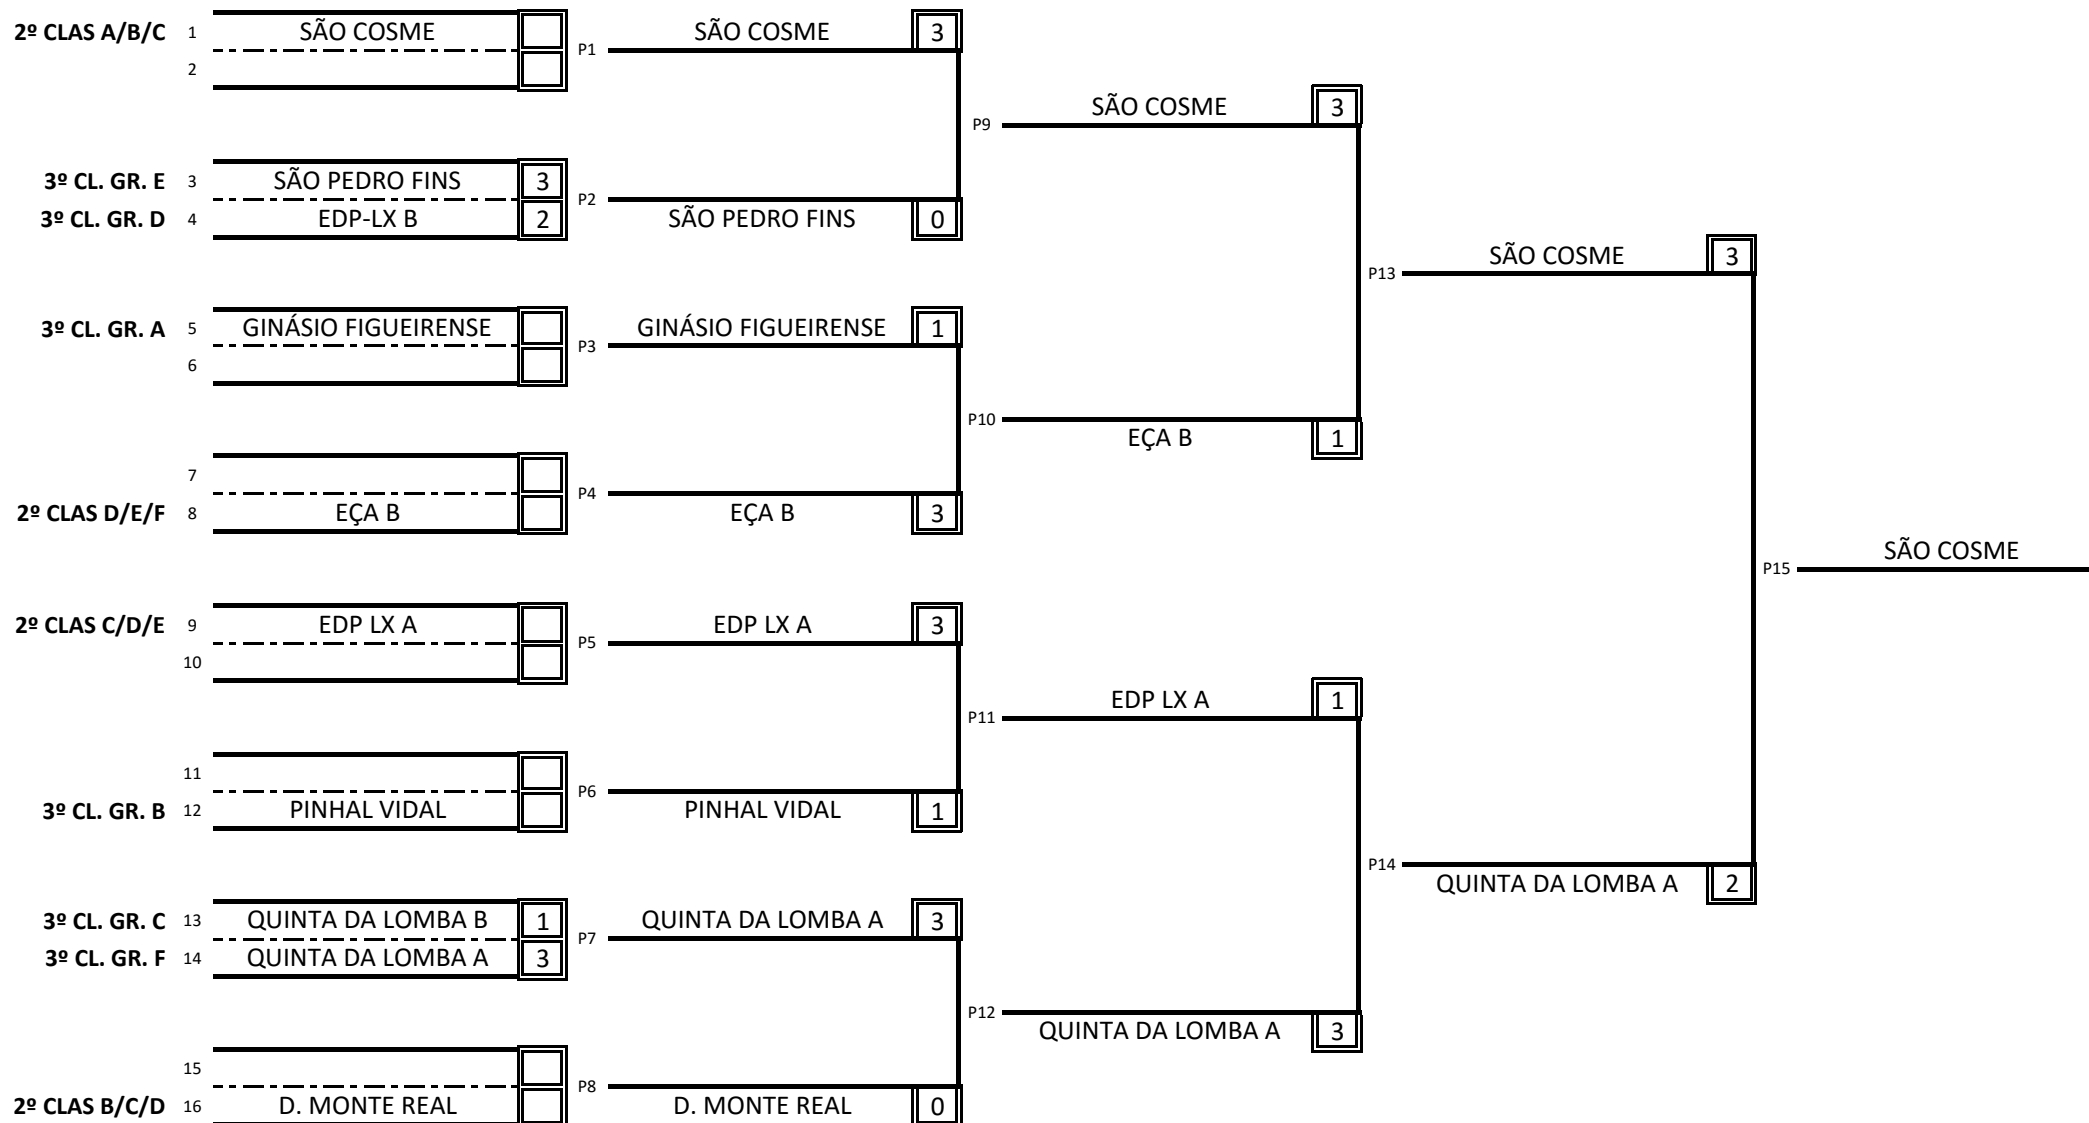 2º CLAS A/B/C 1 SÃO COSME P1 SÃO COSME 3
2
P9 SÃO COSME 3
3º CL. GR. E 3 SÃO PEDRO FINS 3
P2
3º CL. GR. D 4 EDP-LX B 2 SÃO PEDRO FINS 0
P13 SÃO COSME 3
3º CL. GR. A 5 GINÁSIO FIGUEIRENSE P3 GINÁSIO FIGUEIRENSE 1
6
P10 EÇA B 1
7
P4
2º CLAS D/E/F 8 EÇA B EÇA B 3
P15 SÃO COSME
2º CLAS C/D/E 9 EDP LX A P5 EDP LX A 3
10
P11 EDP LX A 1
11
P6
3º CL. GR. B 12 PINHAL VIDAL PINHAL VIDAL 1
P14 QUINTA DA LOMBA A 2
3º CL. GR. C 13 QUINTA DA LOMBA B 1 P7 QUINTA DA LOMBA A 3
3º CL. GR. F 14 QUINTA DA LOMBA A 3
P12 QUINTA DA LOMBA A 3
15
P8
2º CLAS B/C/D 16 D. MONTE REAL D. MONTE REAL 0